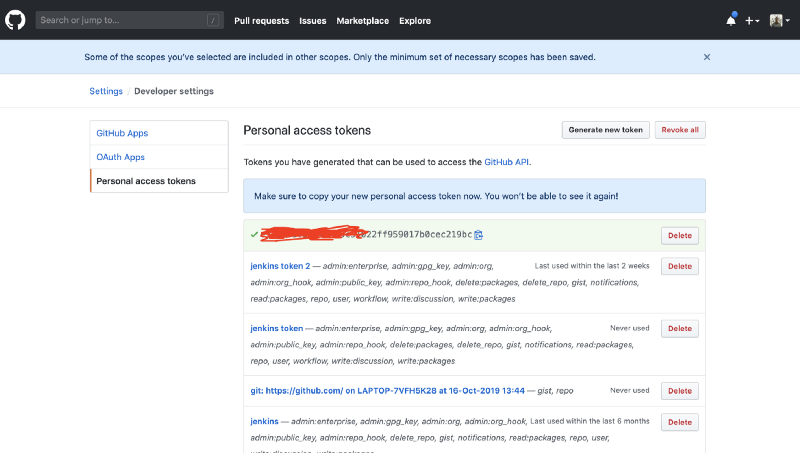 Search or jump to... /
Pull requests Issues Marketplace Explore
Some of the scopes you've selected are included in other scopes. Only the minimum set of necessary scopes has been saved.
Settings / Developer settings
GitHub Apps
OAuth Apps
Personal access tokens
Personal access tokens
Generate new token
Revoke all
Tokens you have generated that can be used to access the GitHub API.
Make sure to copy your new personal access token now. You won't be able to see it again!
22ff959017b0cec219bc
Delete
jenkins token 2 — admin:enterprise, admin:gpg_key, admin:org,
Last used within the last 2 weeks
Delete
admin:org_hook, admin:public_key, admin:repo_hook, delete:packages, delete_repo, gist, notifications,
read:packages, repo, user, workflow, write:discussion, write:packages
jenkins token — admin:enterprise, admin:gpg_key, admin:org, admin:org_hook,
Never used
Delete
admin:public_key, admin:repo_hook, delete:packages, delete_repo, gist, notifications, read:packages,
repo, user, workflow, write:discussion, write:packages
git: https://github.com/ on LAPTOP-7VFH5K28 at 16-Oct-2019 13:44 — gist, repo
Never used
Delete
jenkins — admin:enterprise, admin:gpg_key, admin:org, admin:org_hook,
Last used within the last 6 months
Delete
admin:public_key, admin:repo_hook, delete_repo, gist, notifications, read:packages, repo, user,
write:discussion, write:packages